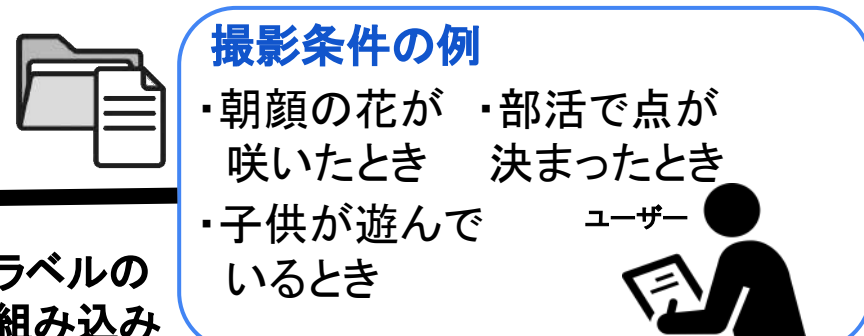 撮影条件の例
・朝顔の花が ・部活で点が
咲いたとき 決まったとき
・子供が遊んで
いるとき
ユーザー
ラベルの
組み込み